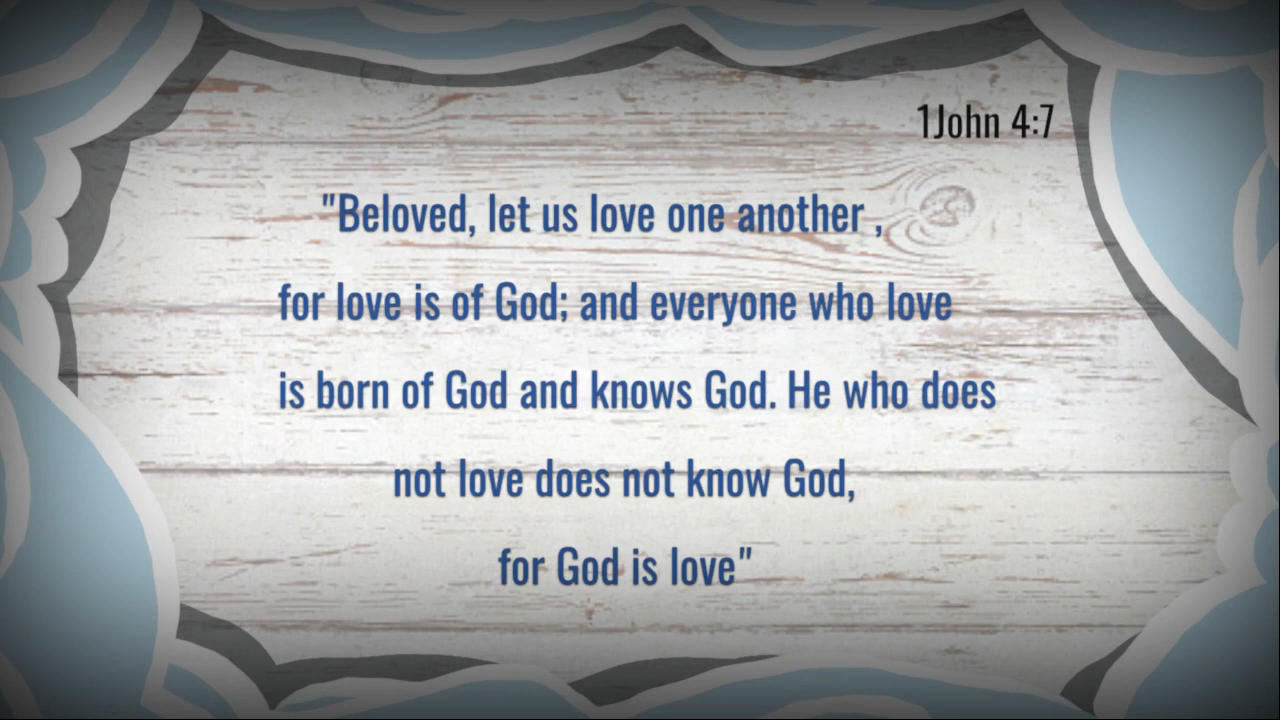 1John 4:7
"Beloved, let us love one another ,
for love is of God; and everyone who love
is born of God and knows God. He who does
not love does not know God,
for God is love"